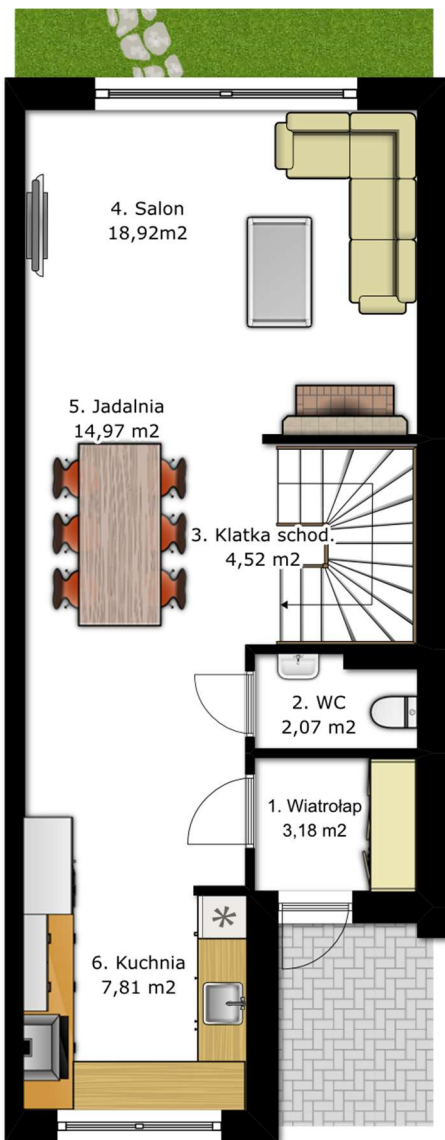 4. Salon
18,92m2
5. Jadalnia
14,97 m2
3. Klatka schod.
4,52 m2
2. WC
2,07 m2
1. Wiatrołap
3,18 m2
6. Kuchnia
7,81 m2